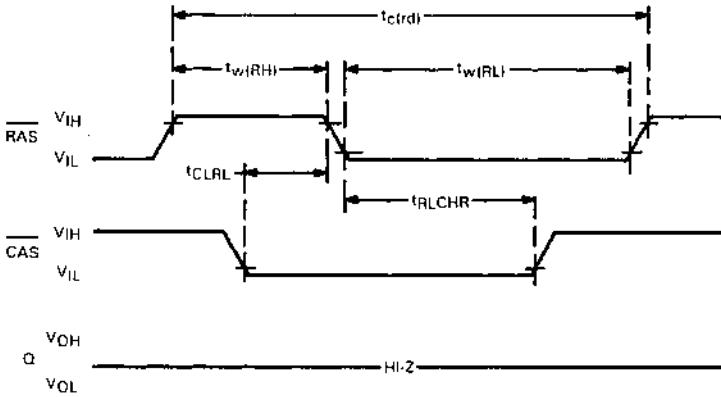 tc(rd)
tw(RH)
tw(RL)
RAS
VIH
VIL
tCLRL
tRLCHR
CAS
VIH
VIL
Q
VOH
HI-Z
VOL